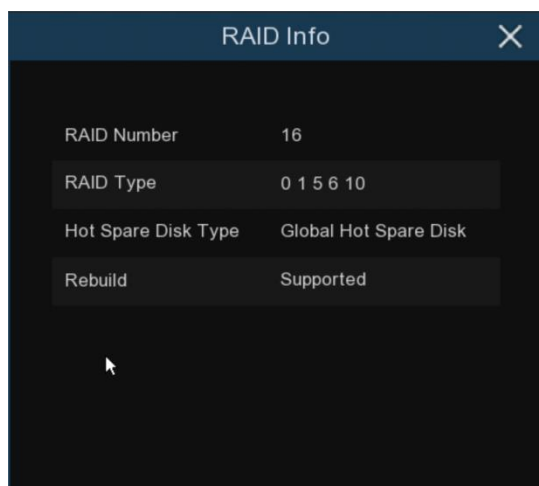 RAID Info
RAID Number 16
RAID Type 0 1 5 6 10
Hot Spare Disk Type Global Hot Spare Disk
Rebuild Supported